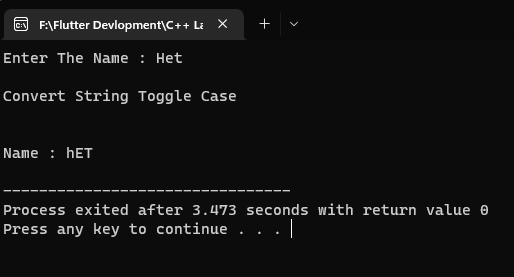 F:\Flutter Devlopment\C++ La
Enter The Name : Het
Convert String Toggle Case
Name : hET
--------------------------------
Process exited after 3.473 seconds with return value 0
Press any key to continue . . .